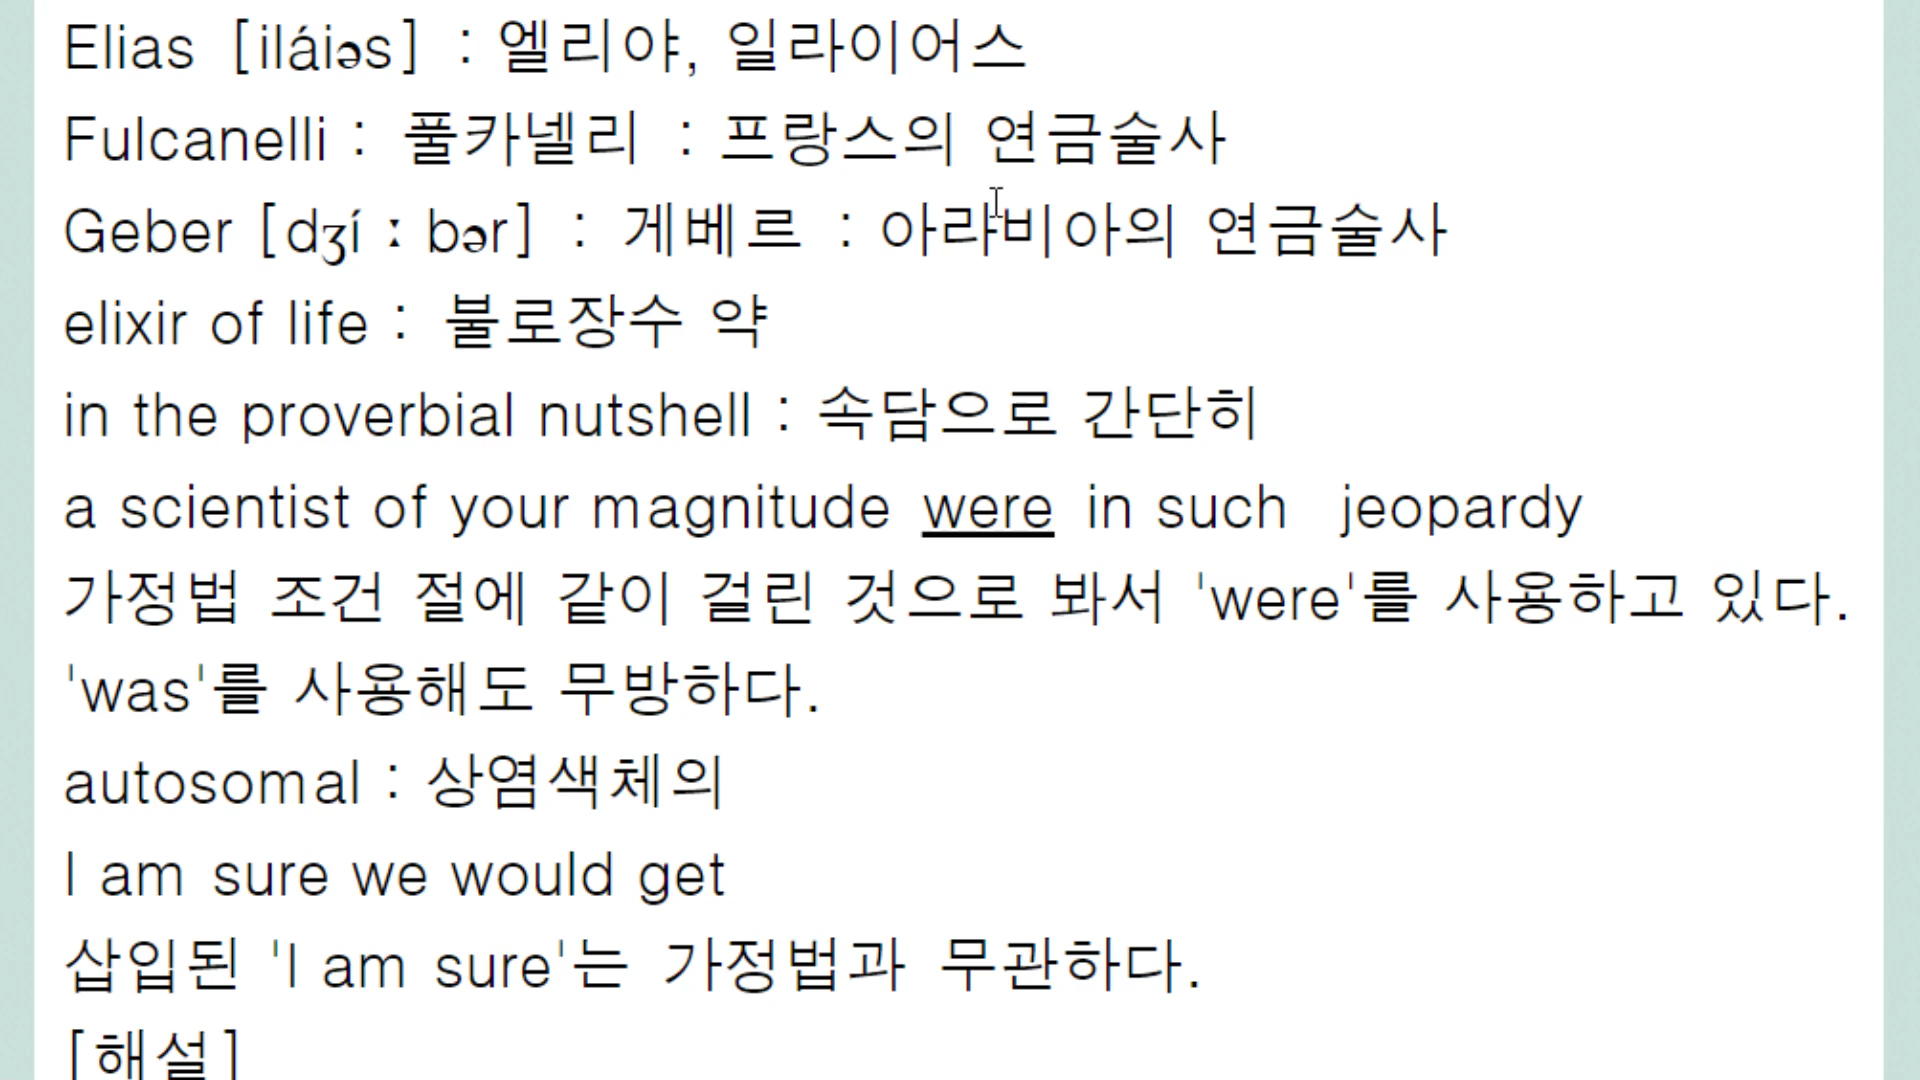 Elias [iláiəs] : 엘리야, 일라이어스
Fulcanelli : 풀카넬리 : 프랑스의 연금술사
Geber [dʒí ː bər] : 게베르 : 아라비아의 연금술사
elixir of life : 불로장수 약
in the proverbial nutshell : 속담으로 간단히
a scientist of your magnitude were in such jeopardy
가정법 조건 절에 같이 걸린 것으로 봐서 'were'를 사용하고 있다.
'was'를 사용해도 무방하다.
autosomal : 상염색체의
I am sure we would get
삽입된 'I am sure'는 가정법과 무관하다.
[해설]